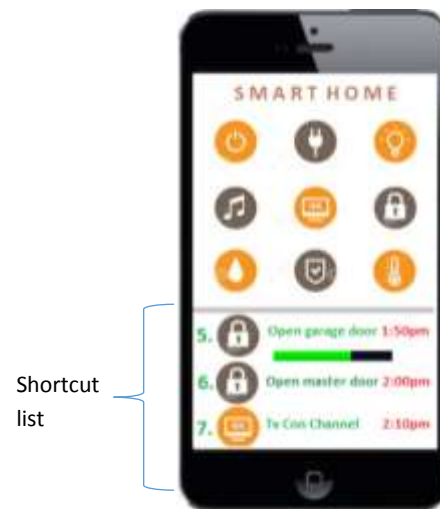 SMART HOME
5. Open garage door 1:50pm
6. Open master door 2:00pm
7. Tv Con Channel 2:10pm
Shortcut
list